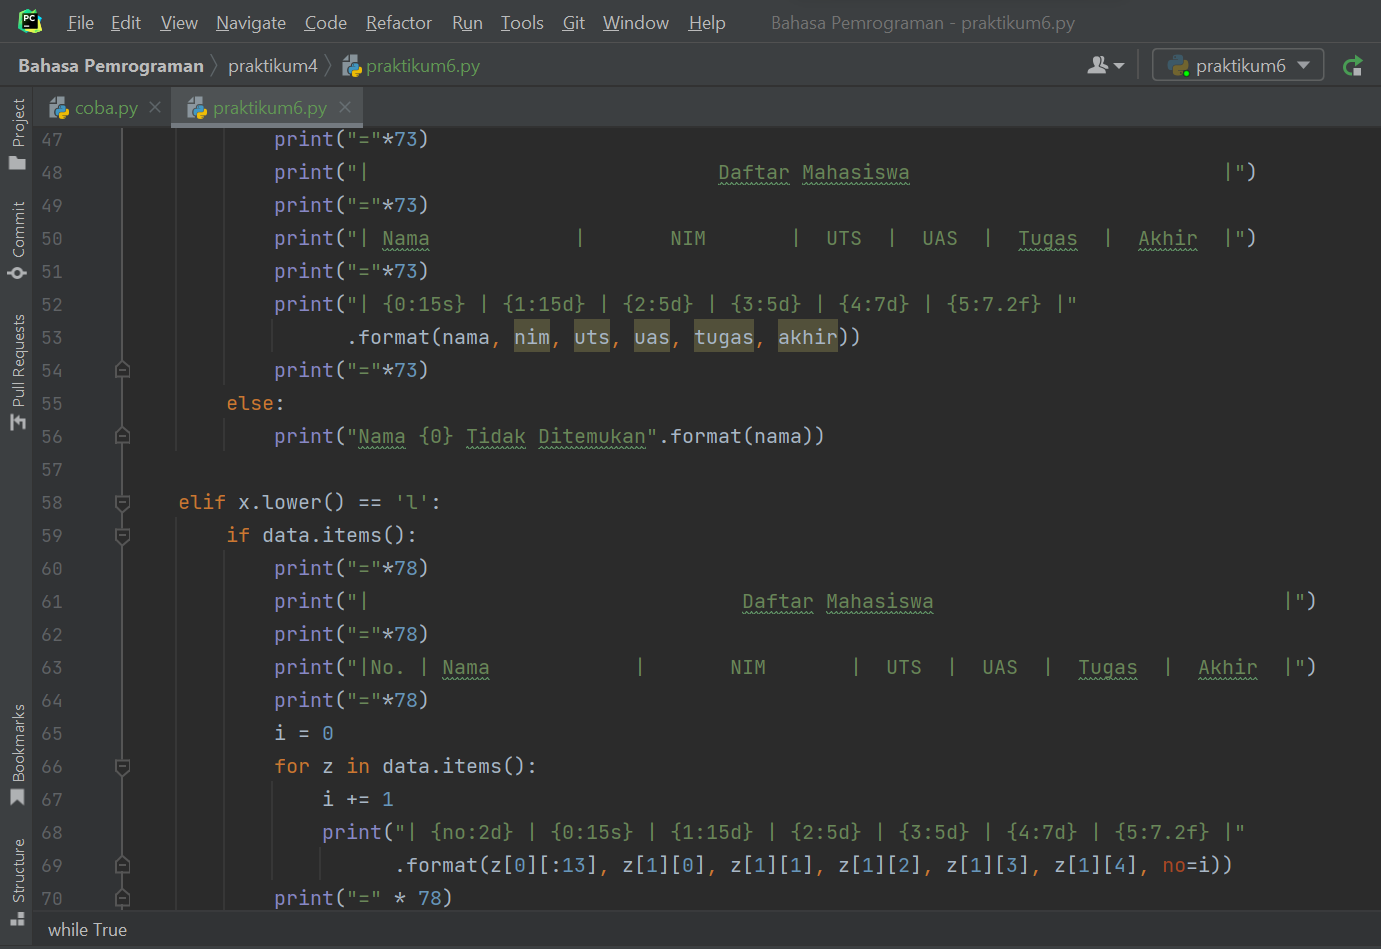 PC
File Edit View Navigate Code Refactor Run Tools Git Window Help Bahasa Pemrograman - praktikum6.py
Bahasa Pemrograman praktikum4 praktikum6.py praktikum6
coba.py praktikum6.py
Project
Commit
Pull Requests
Bookmarks
Structure
47 print("="*73)
48 print("|                             Daftar Mahasiswa                          |")
49 print("="*73)
50 print("| Nama            |       NIM       |  UTS  |  UAS  |  Tugas  |  Akhir  |")
51 print("="*73)
52 print("| {0:15s} | {1:15d} | {2:5d} | {3:5d} | {4:7d} | {5:7.2f} |"
53 .format(nama, nim, uts, uas, tugas, akhir))
54 print("="*73)
55 else:
56 print("Nama {0} Tidak Ditemukan".format(nama))
57
58 elif x.lower() == 'l':
59 if data.items():
60 print("="*78)
61 print("|                               Daftar Mahasiswa                             |")
62 print("="*78)
63 print("|No. | Nama            |       NIM       |  UTS  |  UAS  |  Tugas  |  Akhir  |")
64 print("="*78)
65 i = 0
66 for z in data.items():
67 i += 1
68 print("| {no:2d} | {0:15s} | {1:15d} | {2:5d} | {3:5d} | {4:7d} | {5:7.2f} |"
69 .format(z[0][:13], z[1][0], z[1][1], z[1][2], z[1][3], z[1][4], no=i))
70 print("=" * 78)
while True